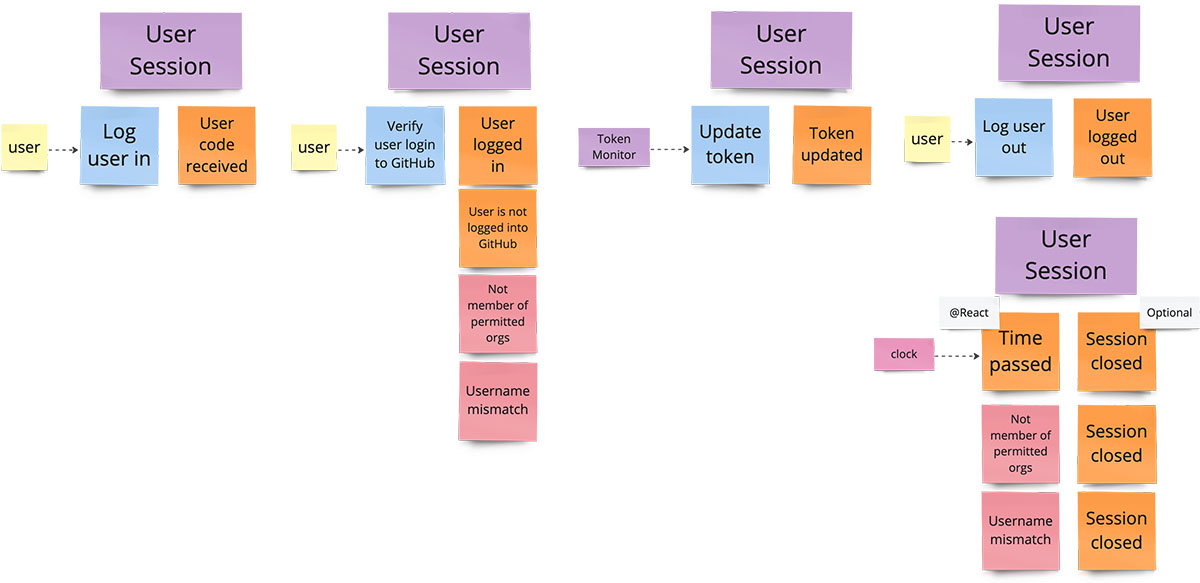 User
Session
user
Log
user in
User
code
received
User
Session
user
Verify
user login
to GitHub
User
logged
in
User is not
logged into
GitHub
Not
member of
permitted
orgs
Username
mismatch
User
Session
Token
Monitor
Update
token
Token
updated
User
Session
user
Log user
out
User
logged
out
User
Session
@React
Optional
clock
Time
passed
Session
closed
Not
member of
permitted
orgs
Session
closed
Username
mismatch
Session
closed